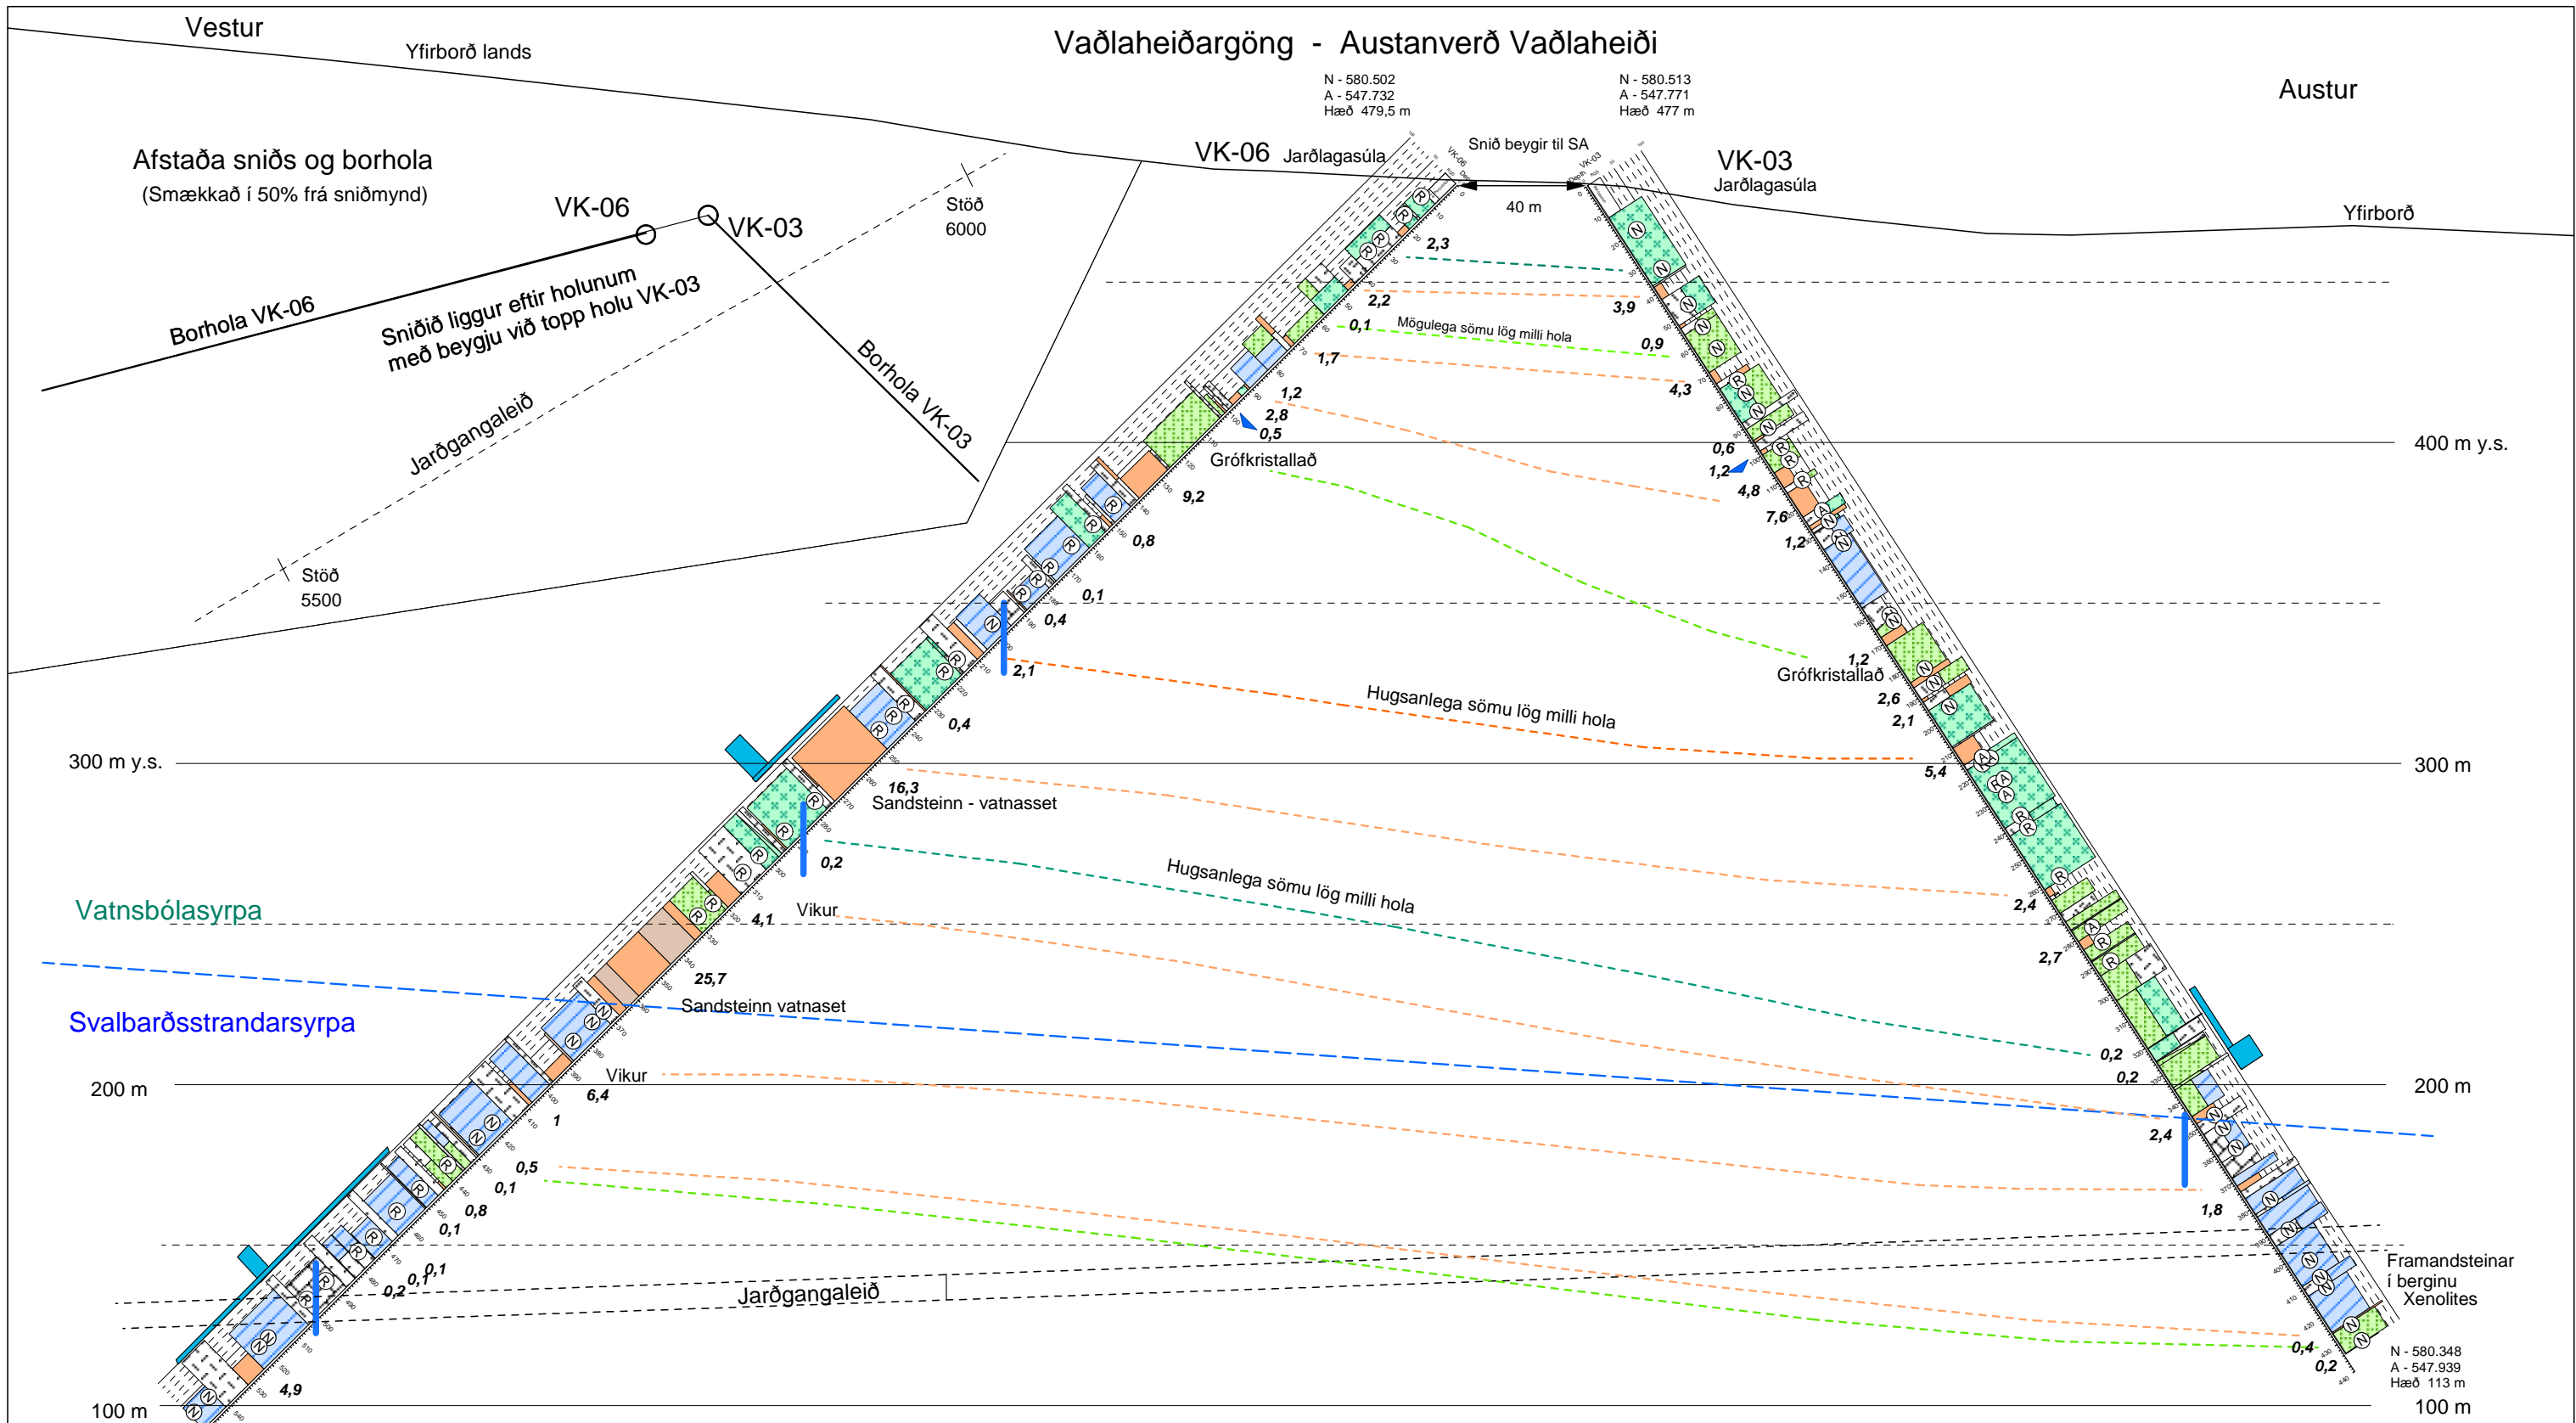 Vestur
Yfirborð lands
Vaðlaheiðargöng - Austanverð Vaðlaheiði
Austur
N - 580.502
A - 547.732
Hæð 479,5 m
N - 580.513
A - 547.771
Hæð 477 m
Afstaða sniðs og borhola
(Smækkað í 50% frá sniðmynd)
VK-06
VK-03
Stöð
6000
Borhola VK-06
Sniðið liggur eftir holunum
með beygju við topp holu VK-03
Borhola VK-03
Jarðgangaleið
Stöð
5500
VK-06 Jarðlagasúla
Snið beygir til SA
40 m
VK-03
Jarðlagasúla
Yfirborð
2,3
2,2
0,1
1,7
1,2
2,8
0,5
Grófkristallað
9,2
0,8
0,1
0,4
2,1
0,4
16,3
Sandsteinn - vatnasset
0,2
4,1
Vikur
25,7
Sandsteinn vatnaset
6,4
Vikur
1
0,5
0,1
0,8
0,1
0,1
0,1
0,2
4,9
Mögulega sömu lög milli hola
Hugsanlega sömu lög milli hola
Hugsanlega sömu lög milli hola
3,9
0,9
4,3
0,6
1,2
4,8
7,6
1,2
1,2
Grófkristallað
2,6
2,1
5,4
2,4
2,7
0,2
0,2
2,4
1,8
0,4
0,2
400 m y.s.
300 m y.s.
300 m
Vatnsbólasyrpa
Svalbarðsstrandarsyrpa
200 m
200 m
Jarðgangaleið
Framandsteinar
í berginu
Xenolites
N - 580.348
A - 547.939
Hæð 113 m
100 m
100 m